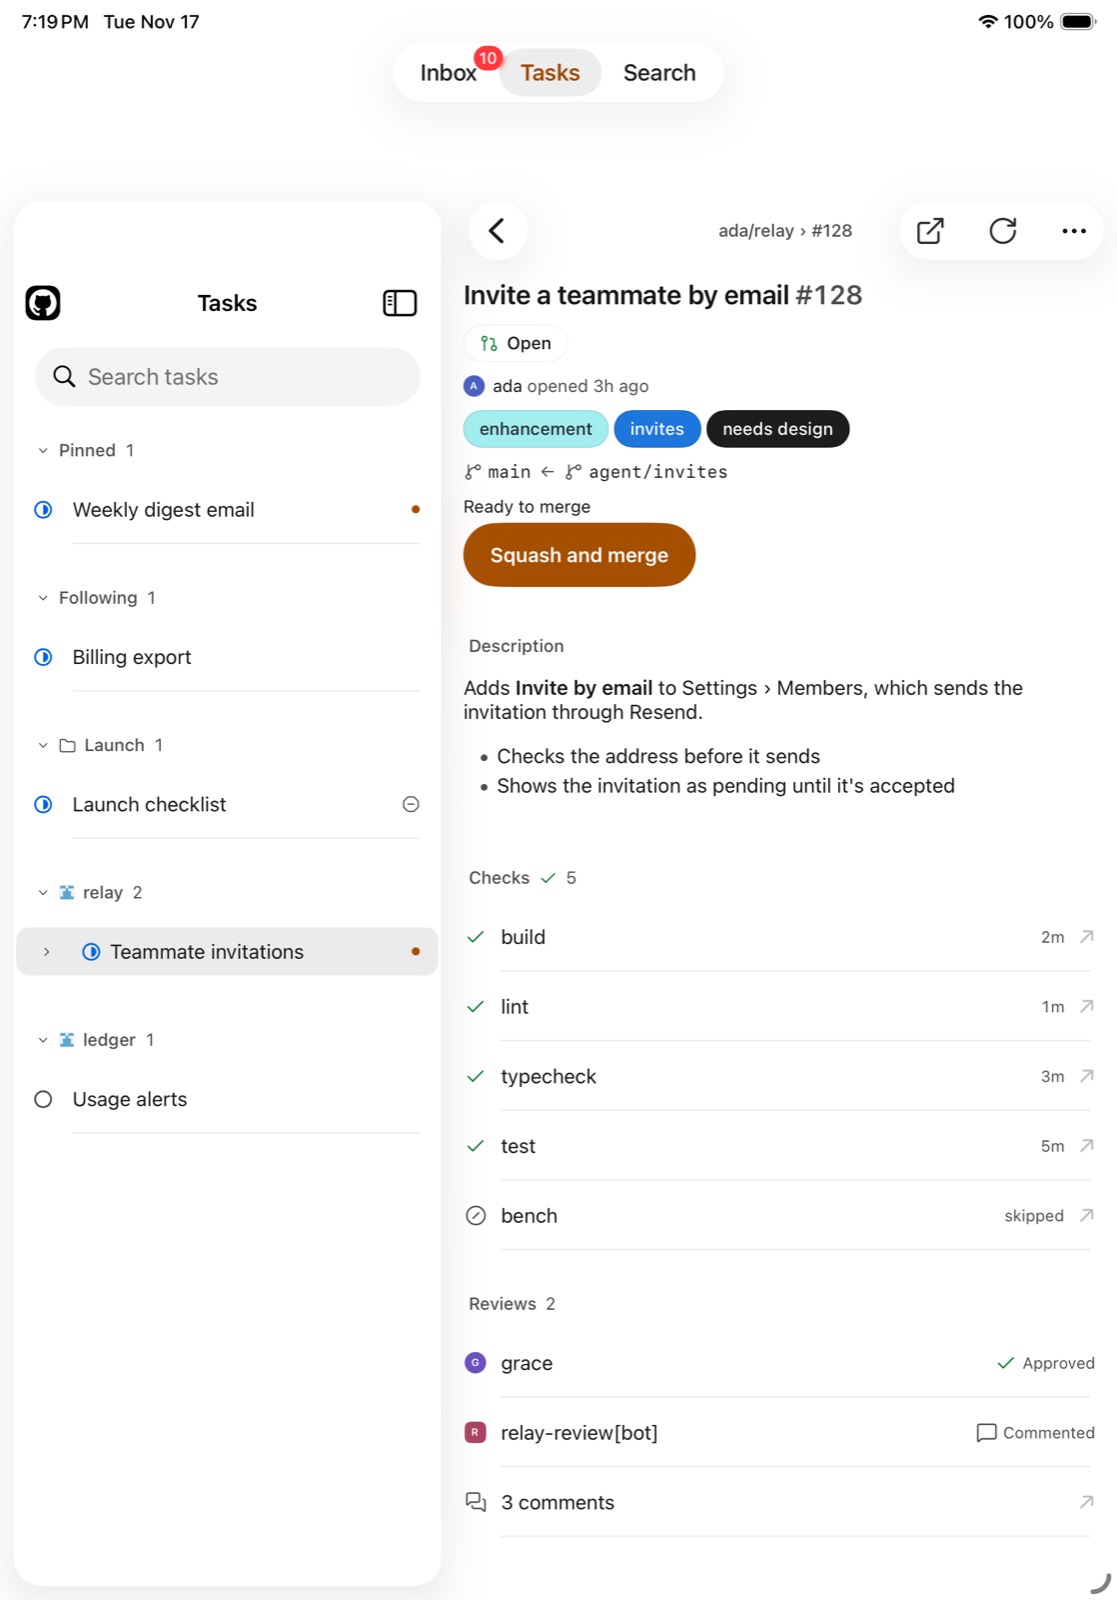 7:19 PM Tue Nov 17
100%
Inbox 10 Tasks Search
Tasks
Search tasks
Pinned 1
Weekly digest email
Following 1
Billing export
Launch 1
Launch checklist
relay 2
Teammate invitations
ledger 1
Usage alerts
ada/relay › #128
Invite a teammate by email #128
Open
A ada opened 3h ago
enhancement invites needs design
main ← agent/invites
Ready to merge
Squash and merge
Description
Adds Invite by email to Settings › Members, which sends the
invitation through Resend.
• Checks the address before it sends
• Shows the invitation as pending until it's accepted
Checks 5
build 2m
lint 1m
typecheck 3m
test 5m
bench skipped
Reviews 2
G grace Approved
R relay-review[bot] Commented
3 comments